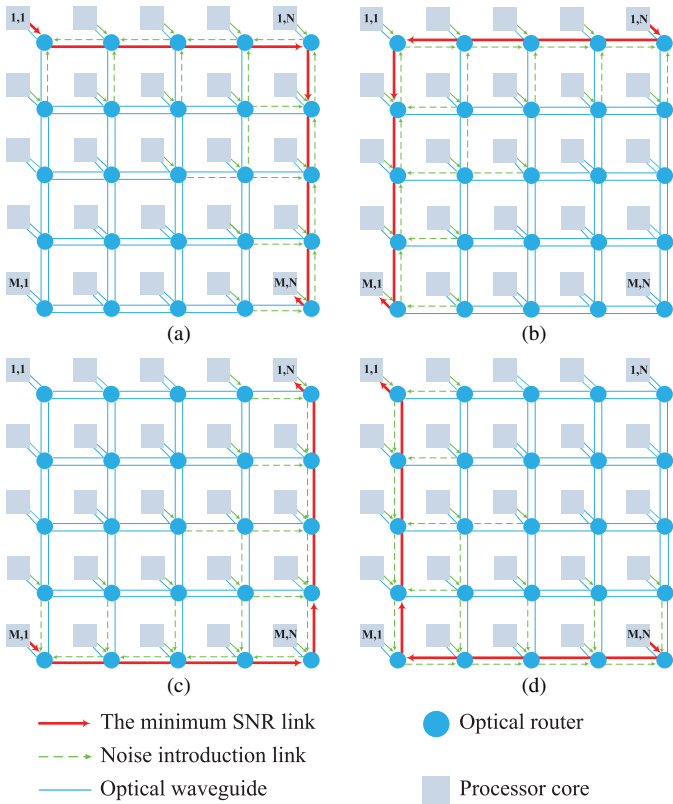 1,1
1,N
M,1
M,N
(a)
1,1
1,N
M,1
M,N
(b)
1,1
1,N
M,1
M,N
(c)
1,1
1,N
M,1
M,N
(d)
The minimum SNR link
Noise introduction link
Optical waveguide
Optical router
Processor core